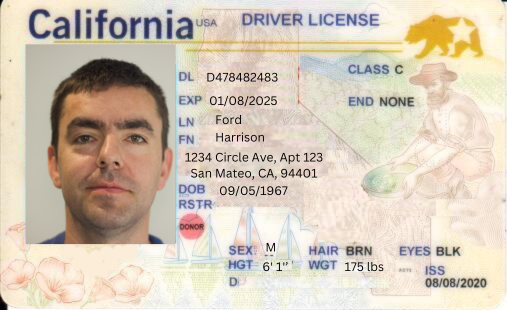 California USA DRIVER LICENSE
DL D478482483 CLASS C
EXP 01/08/2025 END NONE
LN Ford
FN Harrison
1234 Circle Ave, Apt 123
San Mateo, CA, 94401
DOB 09/05/1967
RSTR
DONOR
SEX M HAIR BRN EYES BLK
HGT 6' 1" WGT 175 lbs ISS
D 08/08/2020